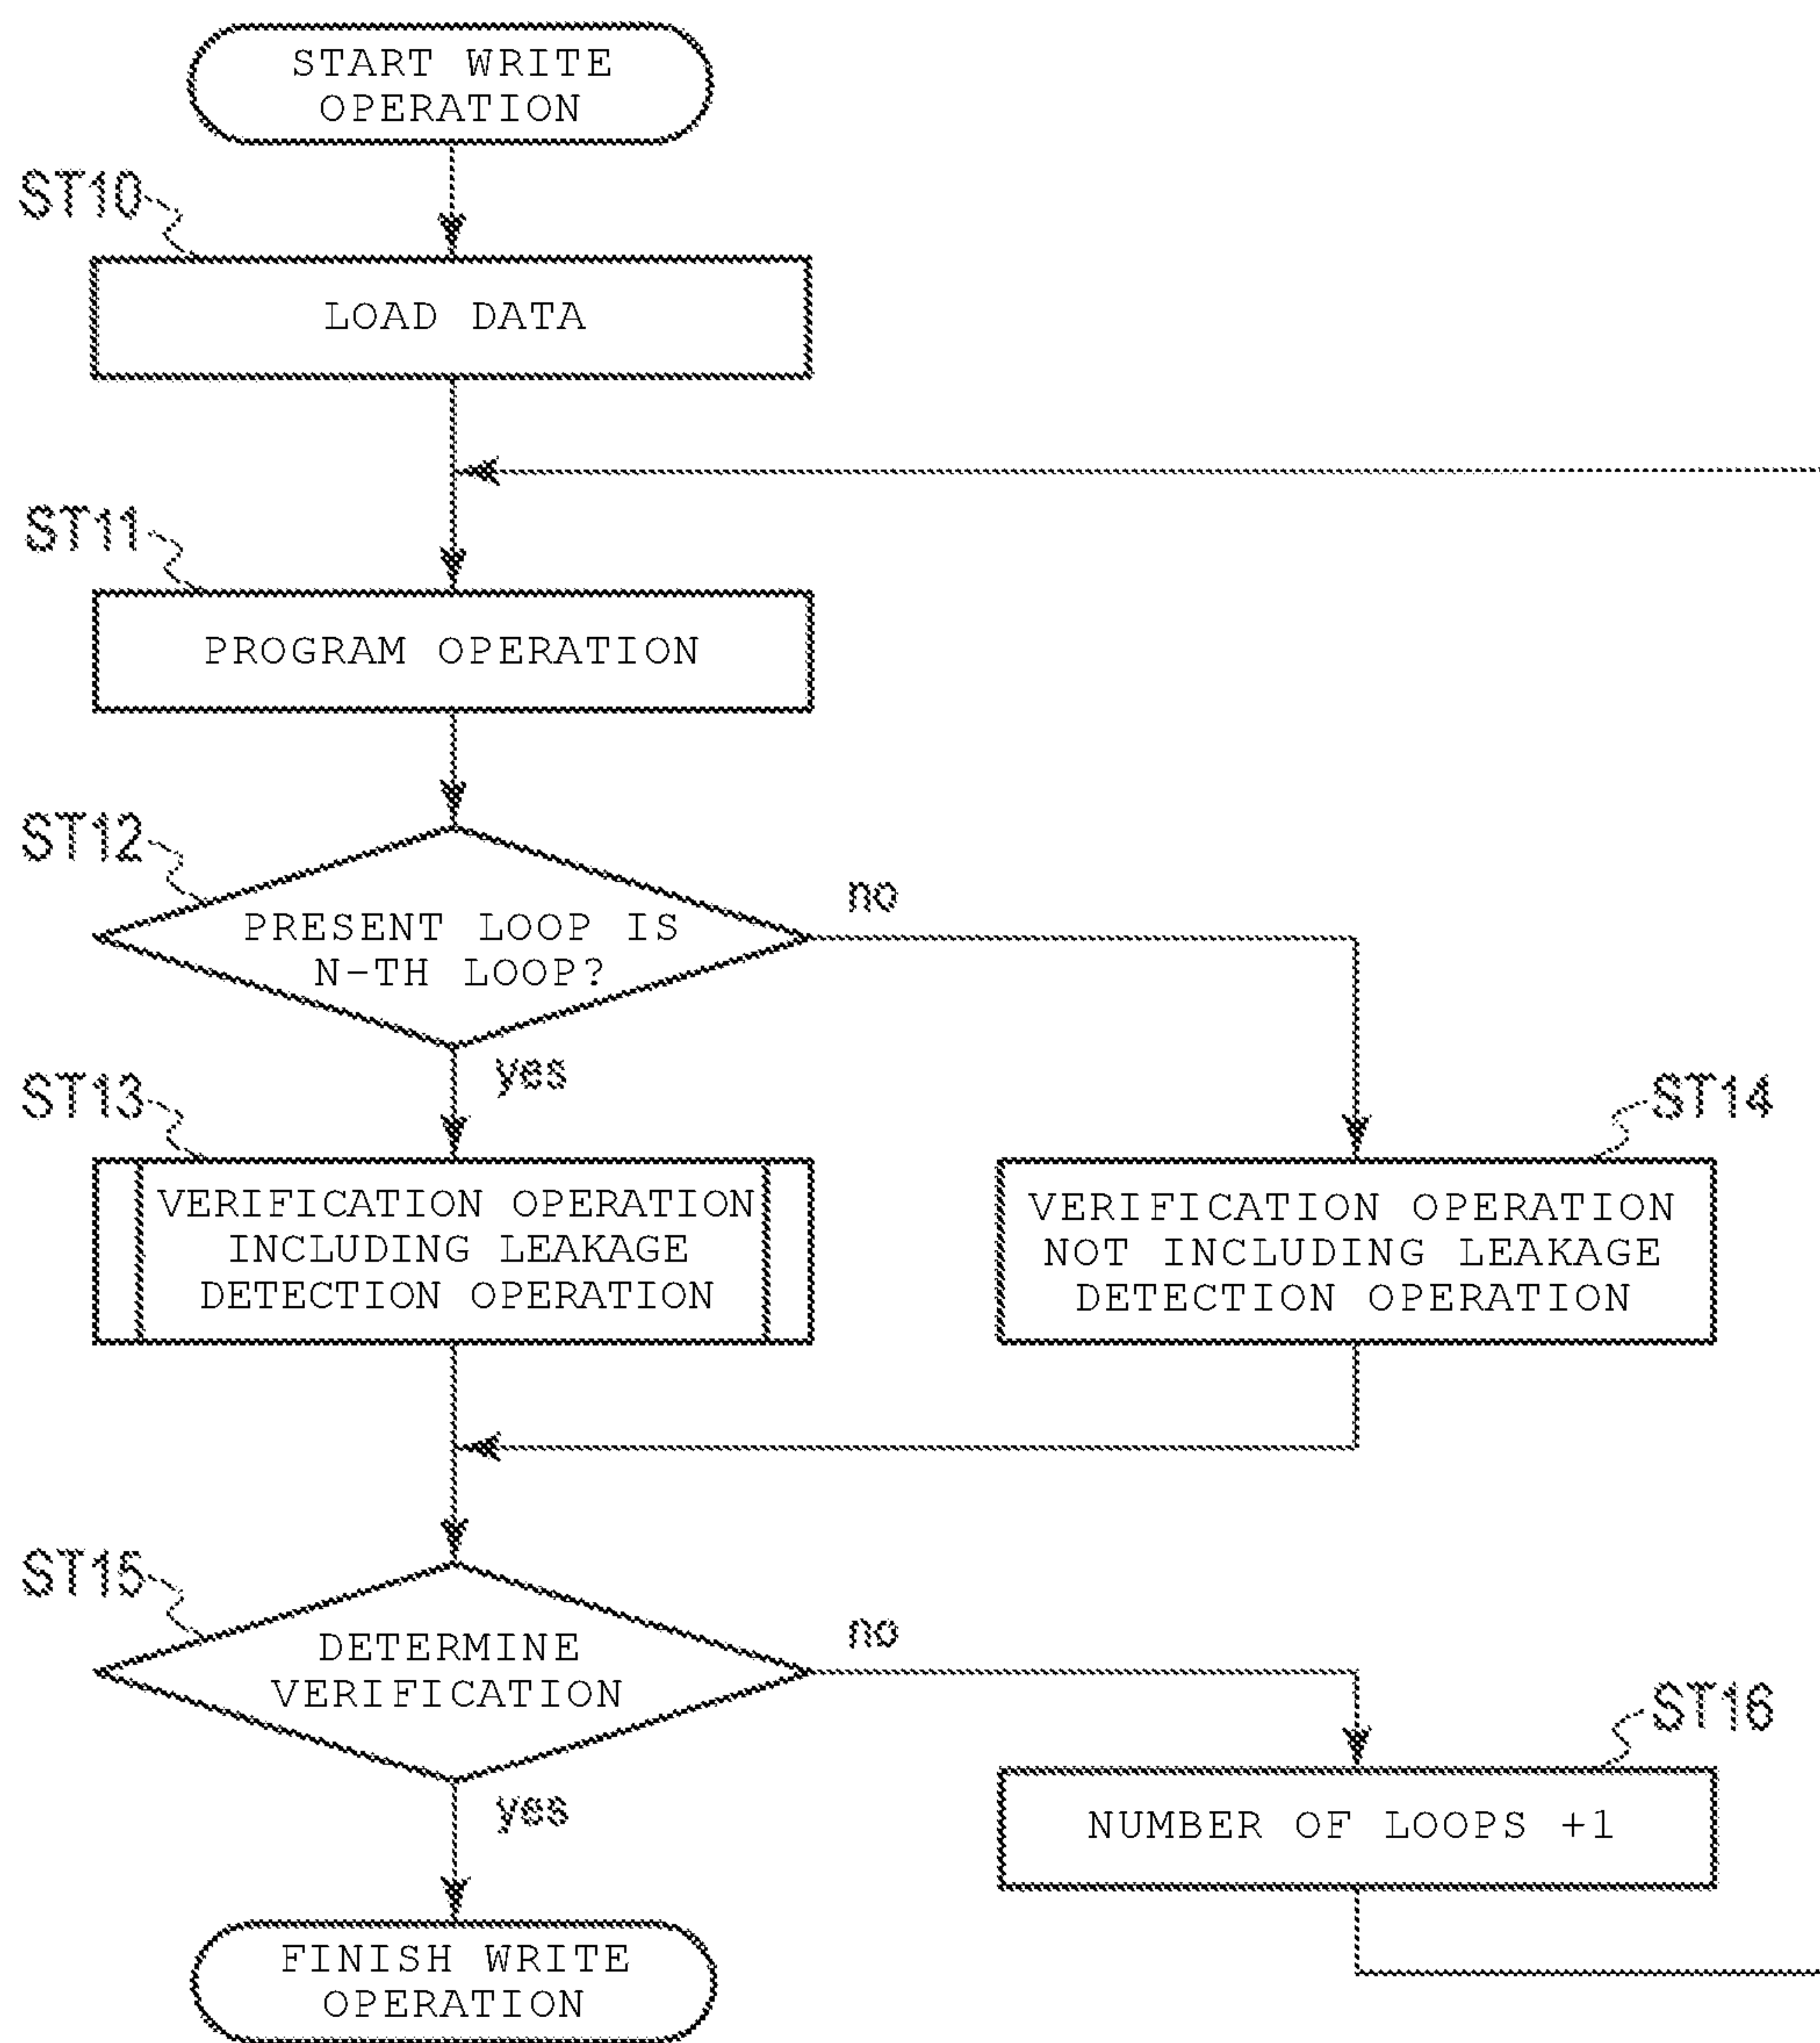 START WRITE
OPERATION
ST10
LOAD DATA
ST11
PROGRAM OPERATION
ST12
PRESENT LOOP IS
N-TH LOOP?
no
yes
ST13
VERIFICATION OPERATION
INCLUDING LEAKAGE
DETECTION OPERATION
ST14
VERIFICATION OPERATION
NOT INCLUDING LEAKAGE
DETECTION OPERATION
ST15
DETERMINE
VERIFICATION
no
yes
ST16
NUMBER OF LOOPS +1
FINISH WRITE
OPERATION